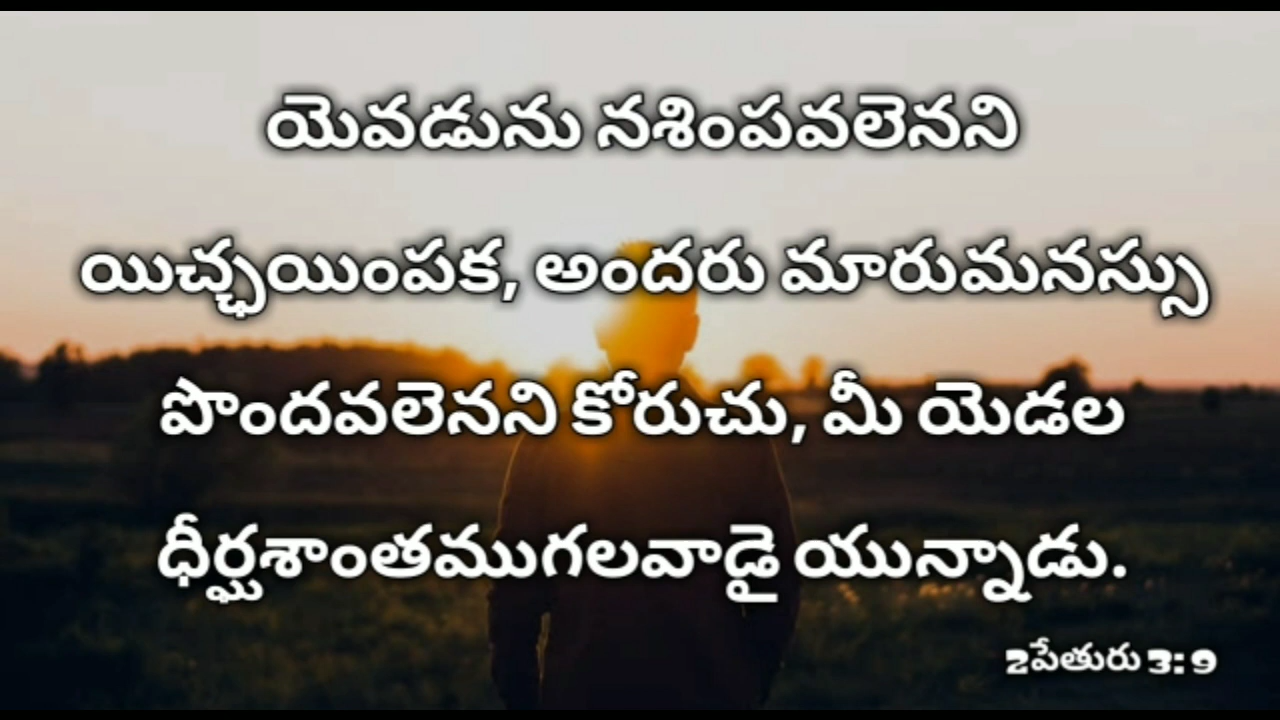 యెవడును నశింపవలెనని
యిచ్ఛయింపక, అందరు మారుమనస్సు
పొందవలెనని కోరుచు, మీ యెడల
ధీర్ఘశాంతముగలవాడై యున్నాడు.
2పేతురు 3: 9